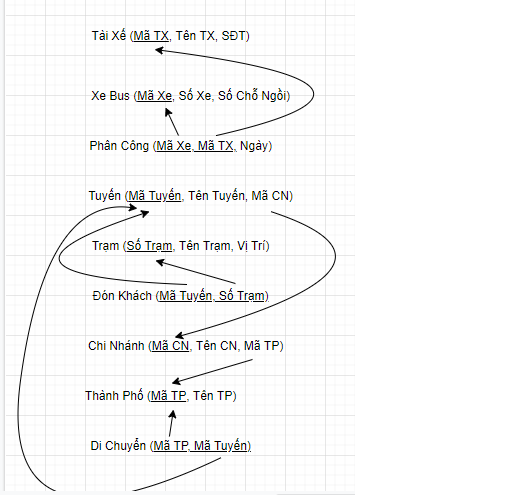 Tài Xế (Mã TX, Tên TX, SĐT)
Xe Bus (Mã Xe, Số Xe, Số Chỗ Ngồi)
Phân Công (Mã Xe, Mã TX, Ngày)
Tuyến (Mã Tuyến, Tên Tuyến, Mã CN)
Trạm (Số Trạm, Tên Trạm, Vị Trí)
Đón Khách (Mã Tuyến, Số Trạm)
Chi Nhánh (Mã CN, Tên CN, Mã TP)
Thành Phố (Mã TP, Tên TP)
Di Chuyển (Mã TP, Mã Tuyến)